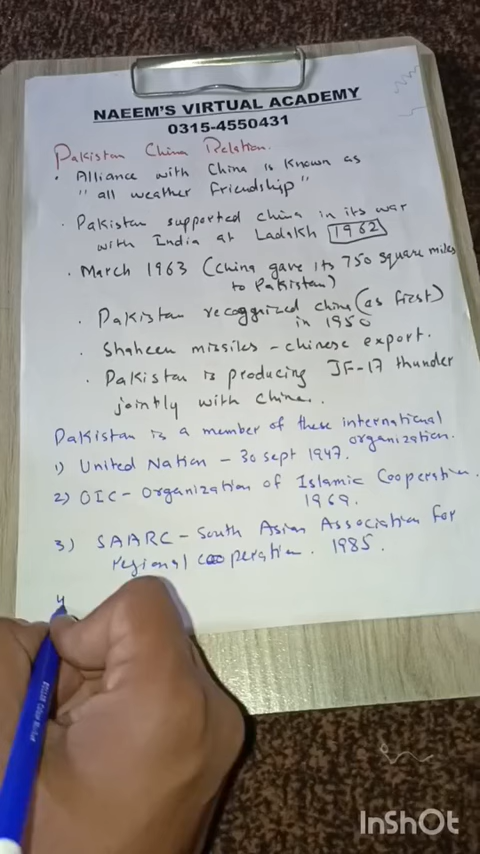 NAEEM'S VIRTUAL ACADEMY
0315-4550431
Pakistan China Relation.
• Alliance with China is known as
"all weather friendship"
• Pakistan supported china in its war
with India at Ladakh 1962
• March 1963 (China gave its 750 square miles
to Pakistan)
• Pakistan recognized china (as first)
in 1950
• Shaheen missiles - chinese export.
• Pakistan is producing JF-17 thunder
jointly with china.
Pakistan is a member of these international
organization.
1) United Nation - 30 sept 1947.
2) OIC - Organization of Islamic Cooperation.
1969.
3) SAARC - South Asian Association for
regional cooperation. 1985.
4
InShOt